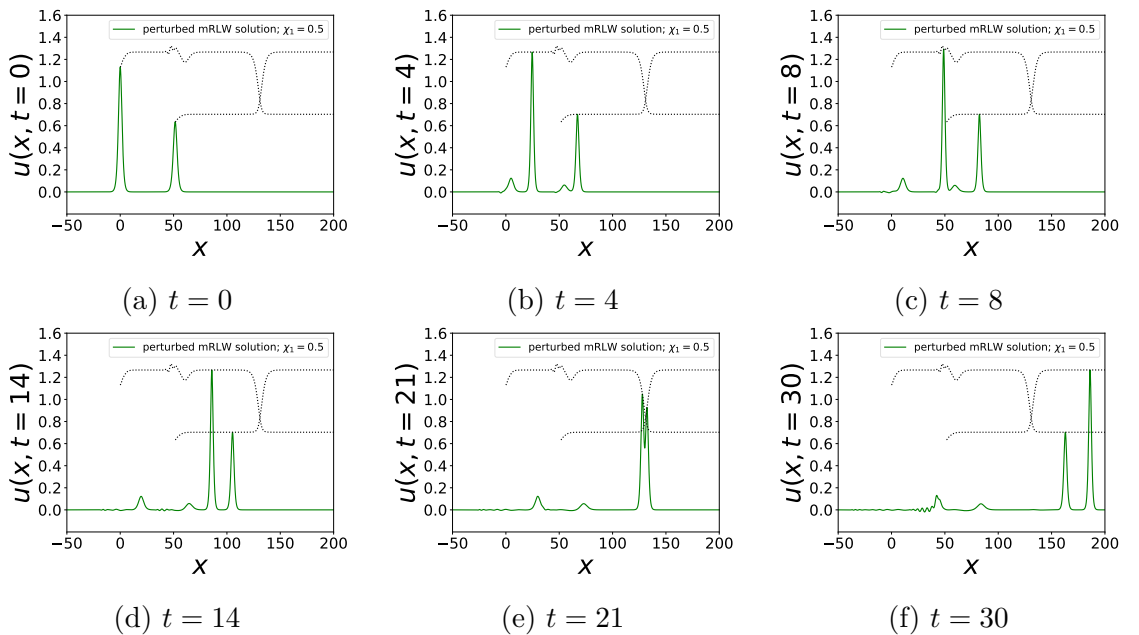 1.6
1.4
1.2
1.0
0.8
0.6
0.4
0.2
0.0
u(x, t = 0)
perturbed mRLW solution; χ₁ = 0.5
−50 0 50 100 150 200
x
(a) t = 0
1.6
1.4
1.2
1.0
0.8
0.6
0.4
0.2
0.0
u(x, t = 4)
perturbed mRLW solution; χ₁ = 0.5
−50 0 50 100 150 200
x
(b) t = 4
1.6
1.4
1.2
1.0
0.8
0.6
0.4
0.2
0.0
u(x, t = 8)
perturbed mRLW solution; χ₁ = 0.5
−50 0 50 100 150 200
x
(c) t = 8
1.6
1.4
1.2
1.0
0.8
0.6
0.4
0.2
0.0
u(x, t = 14)
perturbed mRLW solution; χ₁ = 0.5
−50 0 50 100 150 200
x
(d) t = 14
1.6
1.4
1.2
1.0
0.8
0.6
0.4
0.2
0.0
u(x, t = 21)
perturbed mRLW solution; χ₁ = 0.5
−50 0 50 100 150 200
x
(e) t = 21
1.6
1.4
1.2
1.0
0.8
0.6
0.4
0.2
0.0
u(x, t = 30)
perturbed mRLW solution; χ₁ = 0.5
−50 0 50 100 150 200
x
(f) t = 30